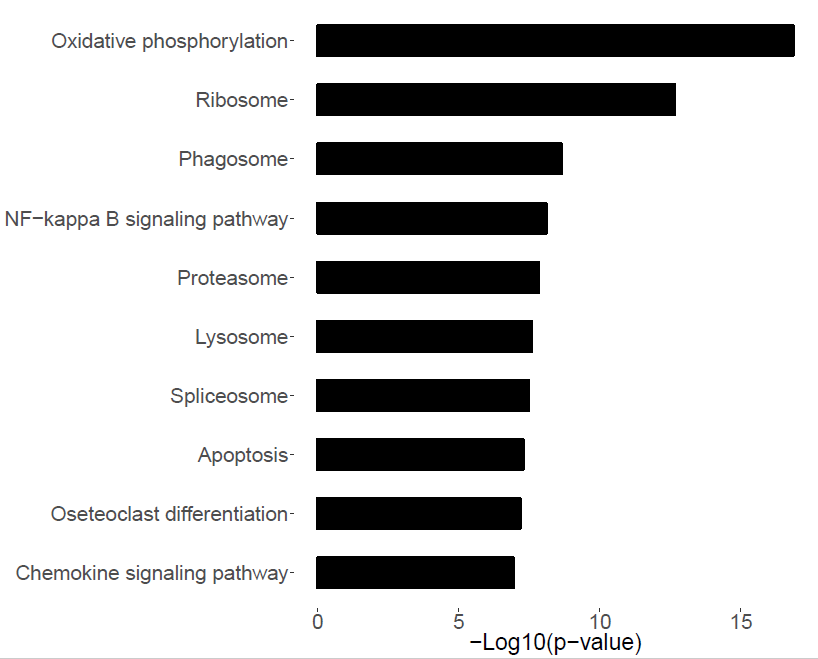 Oxidative phosphorylation
Ribosome
Phagosome
NF−kappa B signaling pathway
Proteasome
Lysosome
Spliceosome
Apoptosis
Oseteoclast differentiation
Chemokine signaling pathway
0 5 10 15
−Log10(p−value)